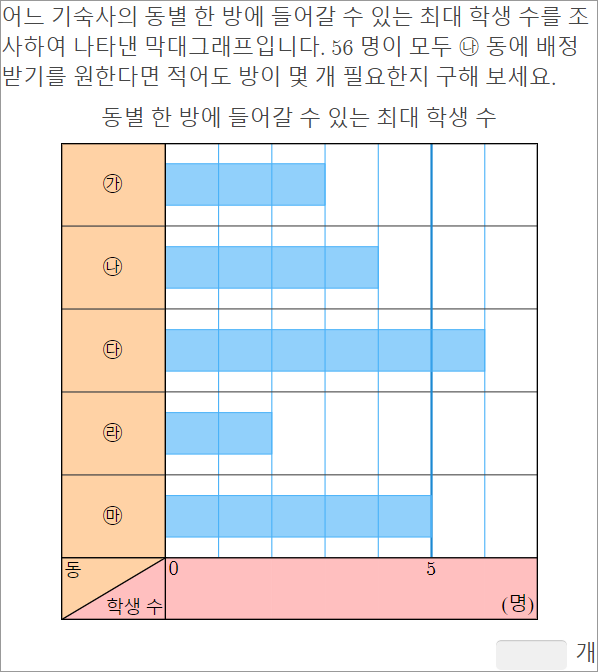 어느 기숙사의 동별 한 방에 들어갈 수 있는 최대 학생 수를 조
사하여 나타낸 막대그래프입니다. 56 명이 모두 ㉯ 동에 배정
받기를 원한다면 적어도 방이 몇 개 필요한지 구해 보세요.
동별 한 방에 들어갈 수 있는 최대 학생 수
㉮
㉯
㉰
㉱
㉲
동
0
5
학생 수
(명)
개